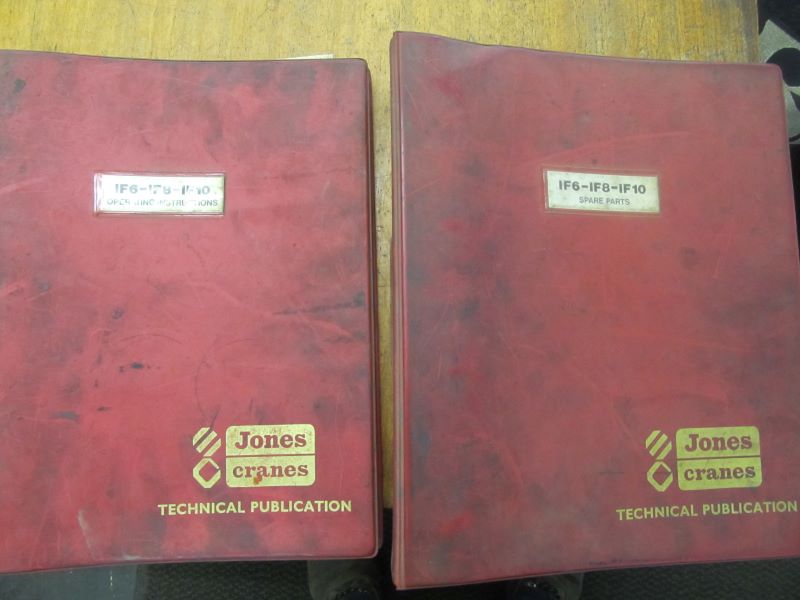 IF6-IF8-IF10
OPERATING INSTRUCTIONS
Jones
cranes
TECHNICAL PUBLICATION
IF6-IF8-IF10
SPARE PARTS
Jones
cranes
TECHNICAL PUBLICATION